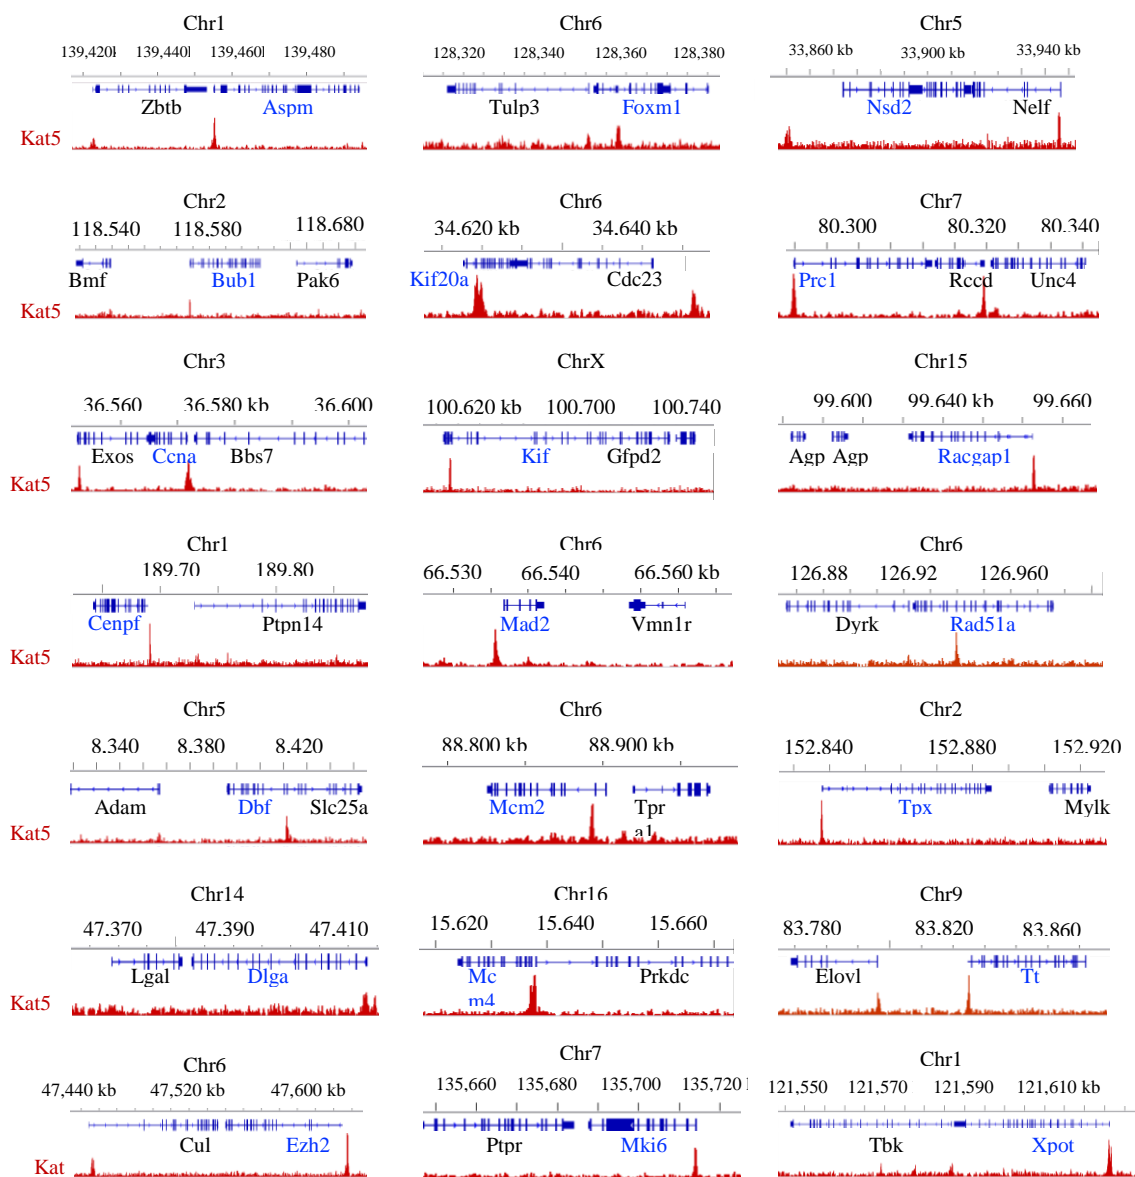 Chr1 Chr6 Chr5
139,420k 139,440l 139,460l 139,480 128,320 128,340 128,360 128,380 33,860 kb 33,900 kb 33,940 kb
Zbtb Aspm Tulp3 Foxm1 Nsd2 Nelf
Kat5
Chr2 Chr6 Chr7
118.540 118.580 118.680 34.620 kb 34.640 kb 80.300 80.320 80.340
Bmf Bub1 Pak6 Kif20a Cdc23 Prc1 Rccd Unc4
Kat5
Chr3 ChrX Chr15
36.560 36.580 kb 36.600 100.620 kb 100.700 100.740 99.600 99.640 kb 99.660
Exos Ccna Bbs7 Kif Gfpd2 Agp Agp Racgap1
Kat5
Chr1 Chr6 Chr6
189.70 189.80 66.530 66.540 66.560 kb 126.88 126.92 126.960
Cenpf Ptpn14 Mad2 Vmn1r Dyrk Rad51a
Kat5
Chr5 Chr6 Chr2
8.340 8.380 8.420 88.800 kb 88.900 kb 152.840 152.880 152.920
Adam Dbf Slc25a Mcm2 Tpr Tpx Mylk
a1
Kat5
Chr14 Chr16 Chr9
47.370 47.390 47.410 15.620 15.640 15.660 83.780 83.820 83.860
Lgal Dlga Mc Prkdc Elovl Tt
m4
Kat5
Chr6 Chr7 Chr1
47,440 kb 47,520 kb 47,600 kb 135,660 135,680 135,700 135,720 121,550 121,570 121,590 121,610 kb
Cul Ezh2 Ptpr Mki6 Tbk Xpot
Kat